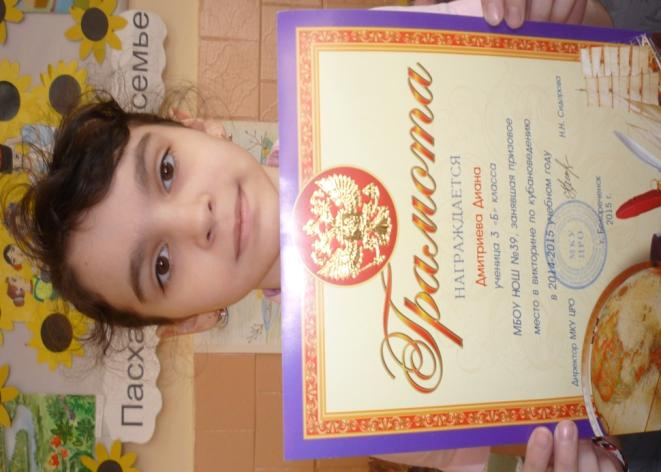 Пасха
семье
Грамота
НАГРАЖДАЕТСЯ
Дмитриева Диана
ученица 3 «Б» класса
МБОУ НОШ №39, занявшая призовое
место в викторине по кубановедению
в 2014-2015 учебном году
Директор МКУ ЦРО
Н.Н. Сидорова
МКУ
ЦРО
г. Белореченск
2015 г.